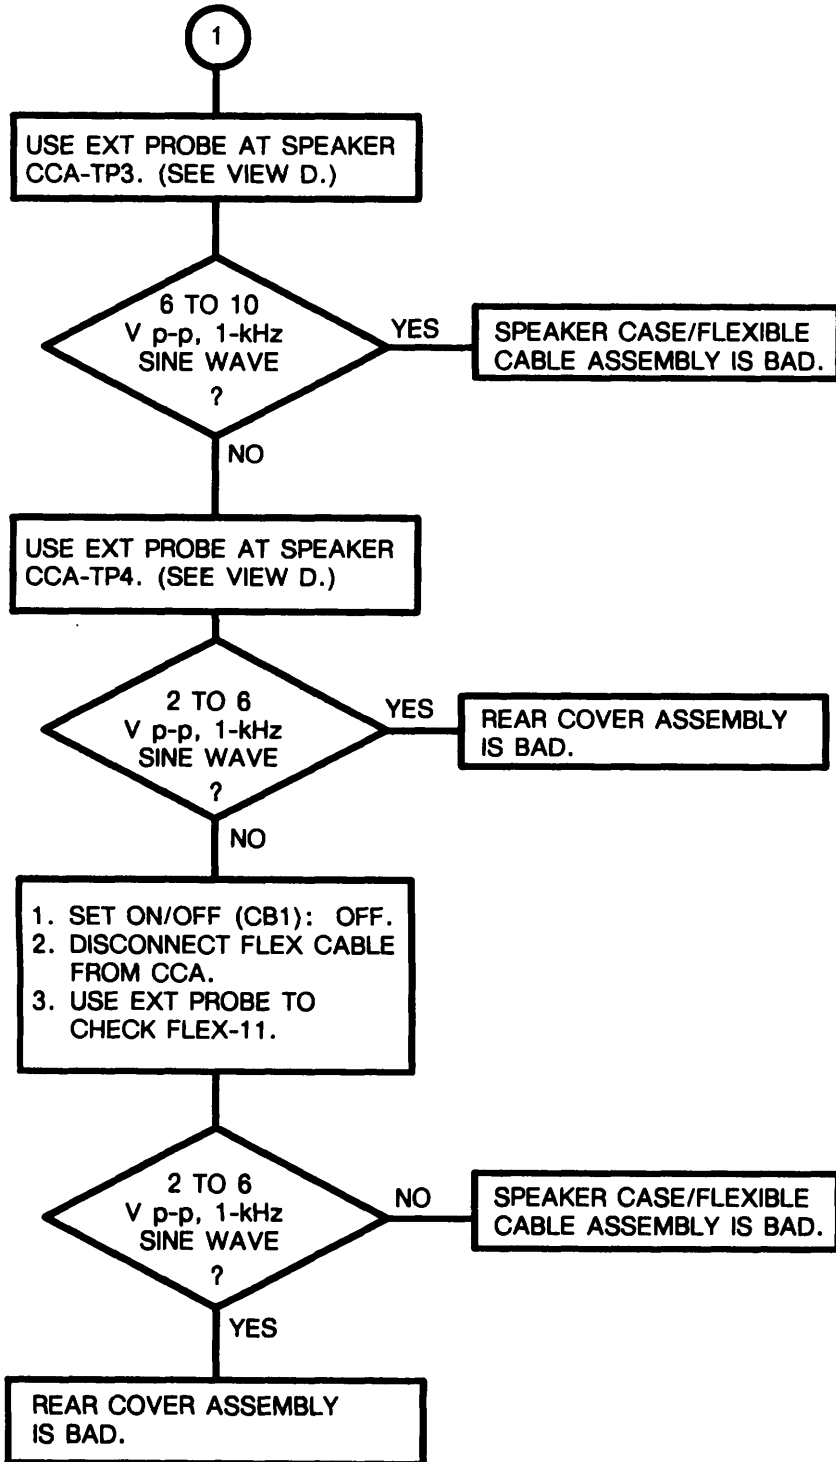 1
USE EXT PROBE AT SPEAKER
CCA-TP3. (SEE VIEW D.)
6 TO 10
V p-p, 1-kHz
SINE WAVE
?
YES
SPEAKER CASE/FLEXIBLE
CABLE ASSEMBLY IS BAD.
NO
USE EXT PROBE AT SPEAKER
CCA-TP4. (SEE VIEW D.)
2 TO 6
V p-p, 1-kHz
SINE WAVE
?
YES
REAR COVER ASSEMBLY
IS BAD.
NO
1. SET ON/OFF (CB1): OFF.
2. DISCONNECT FLEX CABLE
FROM CCA.
3. USE EXT PROBE TO
CHECK FLEX-11.
2 TO 6
V p-p, 1-kHz
SINE WAVE
?
NO
SPEAKER CASE/FLEXIBLE
CABLE ASSEMBLY IS BAD.
YES
REAR COVER ASSEMBLY
IS BAD.